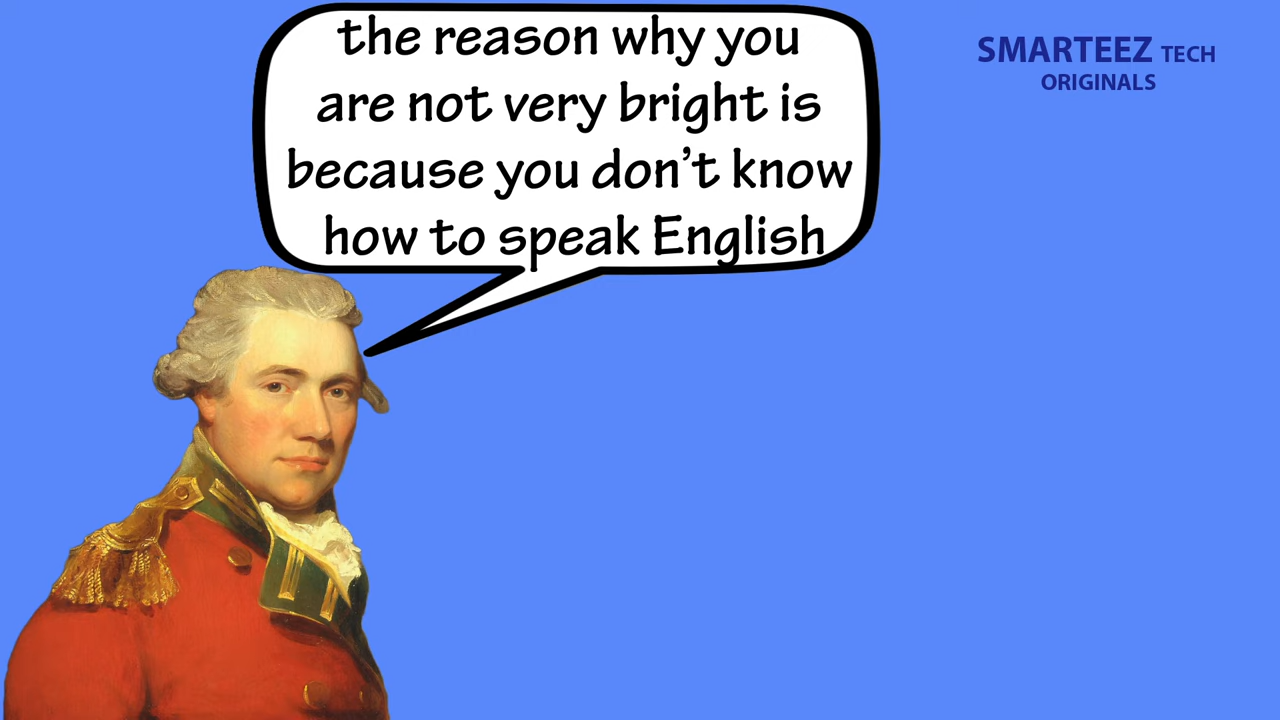 the reason why you
are not very bright is
because you don't know
how to speak English
SMARTEEZ TECH
ORIGINALS